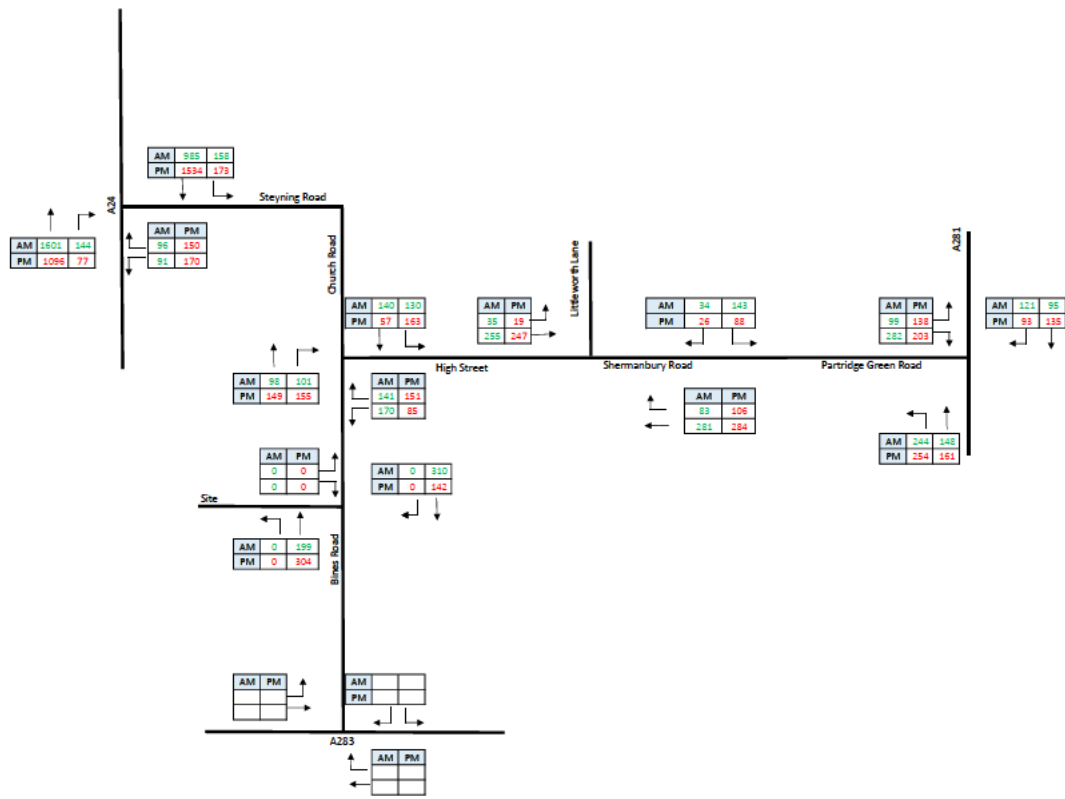 AM 985 158
PM 1534 173
Steyning Road
A24
AM 1601 144
PM 1096 77
AM PM
96 150
91 170
Church Road
Littleworth Lane
A281
AM 140 130
PM 57 163
AM PM
35 19
255 247
AM 34 143
PM 26 88
AM PM
99 138
282 203
AM 121 95
PM 93 135
High Street
Shermanbury Road
Partridge Green Road
AM 98 101
PM 149 155
AM PM
141 151
170 85
AM PM
83 106
281 284
AM 244 148
PM 254 161
AM PM
0 0
0 0
AM 0 310
PM 0 142
Site
AM 0 199
PM 0 304
Bines Road
AM PM
AM
PM
A283
AM PM